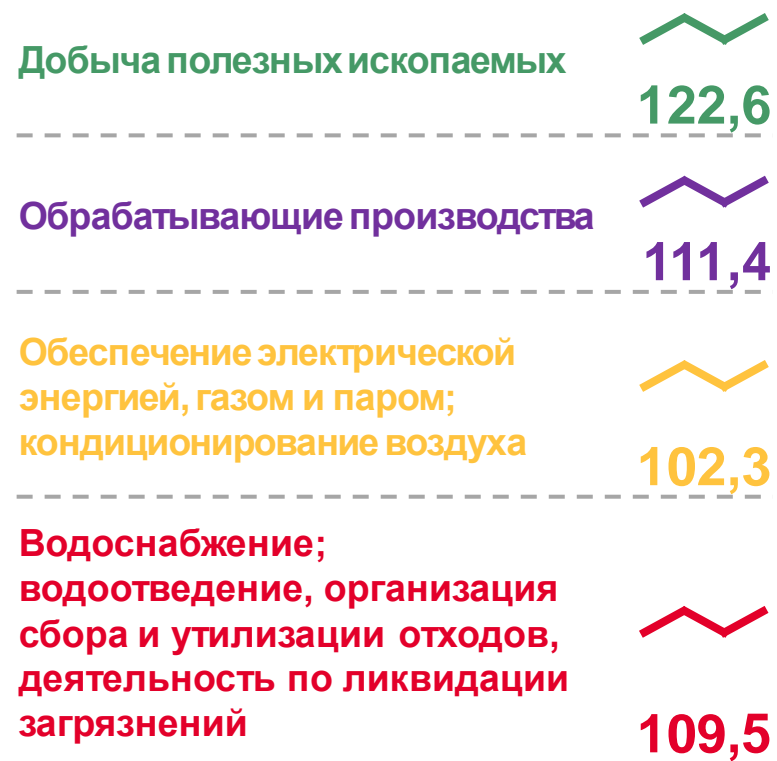 Добыча полезных ископаемых
122,6
Обрабатывающие производства
111,4
Обеспечение электрической
энергией, газом и паром;
кондиционирование воздуха
102,3
Водоснабжение;
водоотведение, организация
сбора и утилизации отходов,
деятельность по ликвидации
загрязнений
109,5